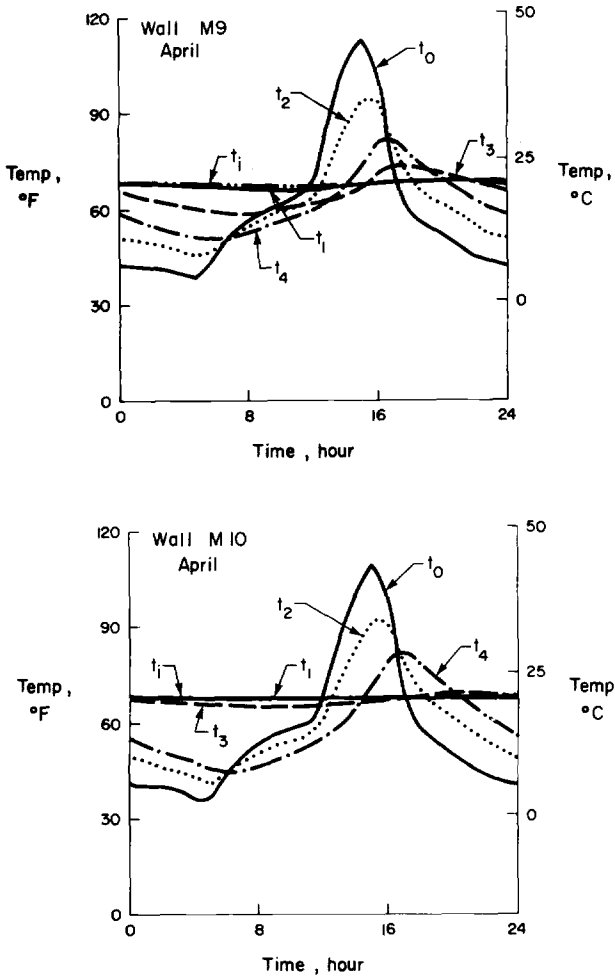 Wall M9
April
Temp,
°F
120
90
60
30
0
50
25
0
Temp,
°C
t₀
t₂
tᵢ
t₃
t₁
t₄
0 8 16 24
Time, hour
Wall M10
April
Temp,
°F
120
90
60
30
0
50
25
0
Temp
°C
t₀
t₂
t₄
tᵢ
t₁
t₃
0 8 16 24
Time, hour